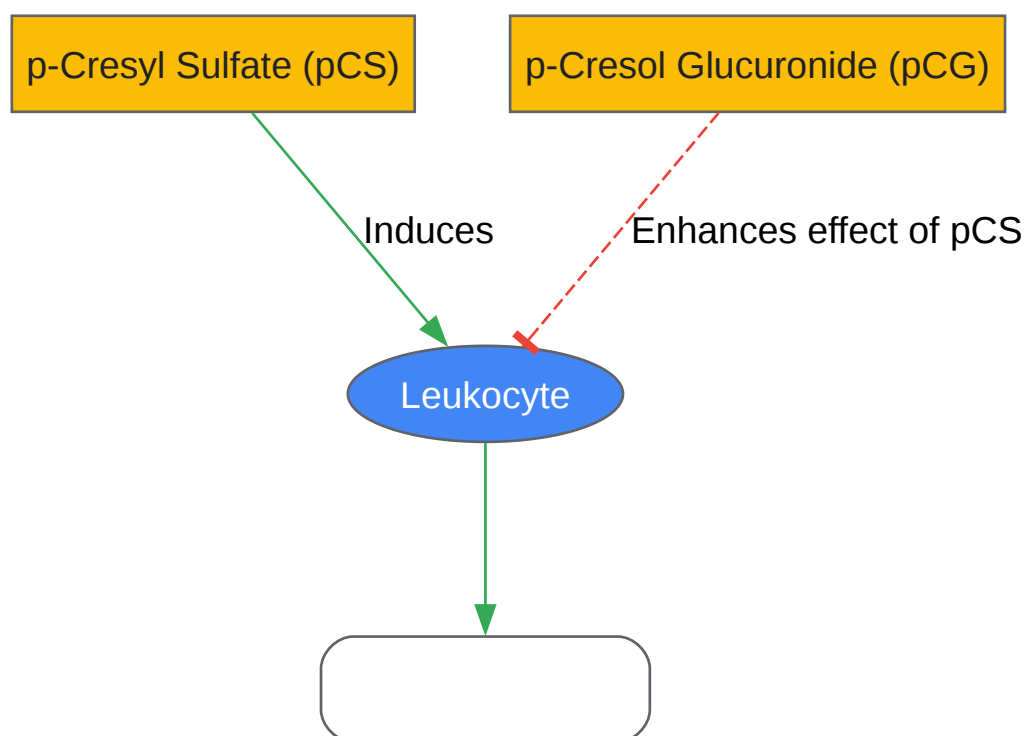 p-Cresyl Sulfate (pCS)
p-Cresol Glucuronide (pCG)
Induces
Enhances effect of pCS
Leukocyte